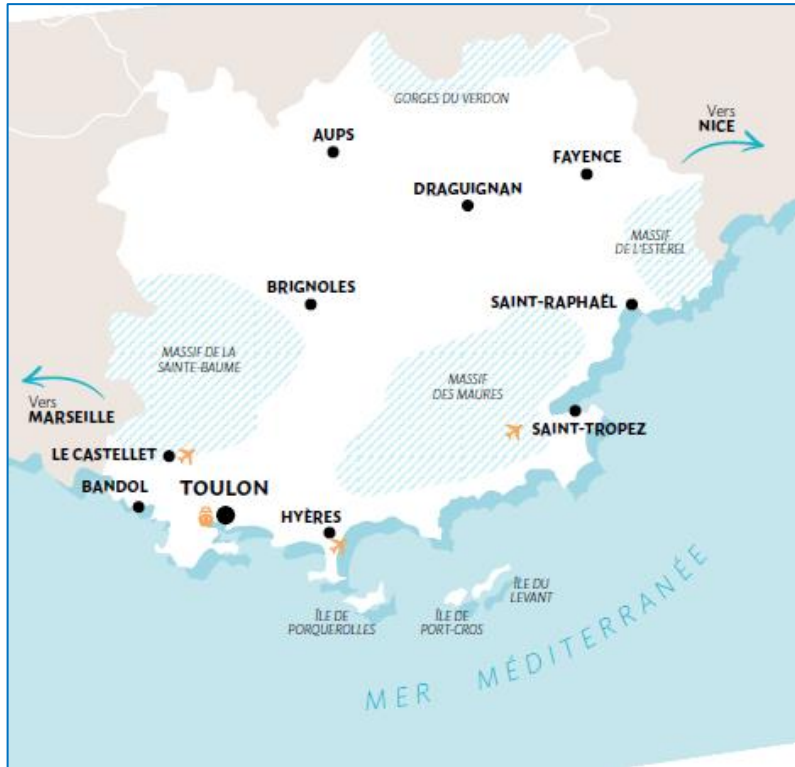 GORGES DU VERDON
Vers
NICE
AUPS
FAYENCE
DRAGUIGNAN
MASSIF
DE L'ESTÉREL
BRIGNOLES
SAINT-RAPHAËL
MASSIF DE LA
SAINTE-BAUME
MASSIF
DES MAURES
Vers
MARSEILLE
SAINT-TROPEZ
LE CASTELLET
BANDOL
TOULON
HYÈRES
ÎLE DU
LEVANT
ÎLE DE
PORQUEROLLES
ÎLE DE
PORT-CROS
MER MÉDITERRANÉE